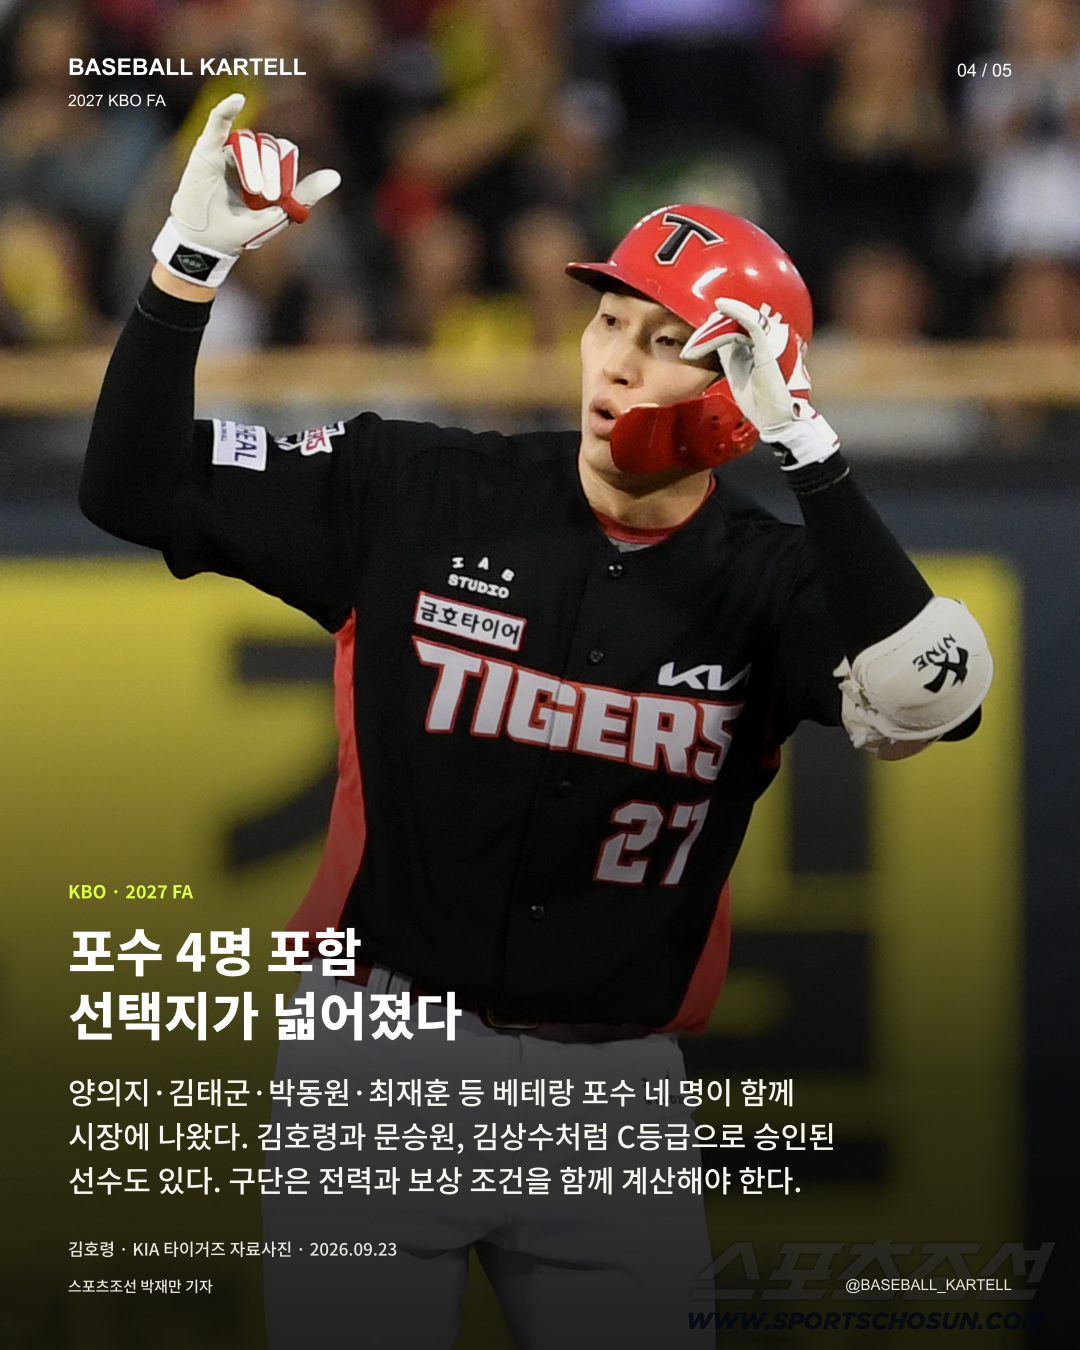 BASEBALL KARTELL
2027 KBO FA
04 / 05
T
I A B
STUDIO
금호타이어
KIA
TIGERS
27
KBO · 2027 FA
포수 4명 포함
선택지가 넓어졌다
양의지·김태군·박동원·최재훈 등 베테랑 포수 네 명이 함께
시장에 나왔다. 김호령과 문승원, 김상수처럼 C등급으로 승인된
선수도 있다. 구단은 전력과 보상 조건을 함께 계산해야 한다.
김호령 · KIA 타이거즈 자료사진 · 2026.09.23
스포츠조선 박재만 기자
@BASEBALL_KARTELL
스포츠조선
WWW.SPORTSCHOSUN.COM